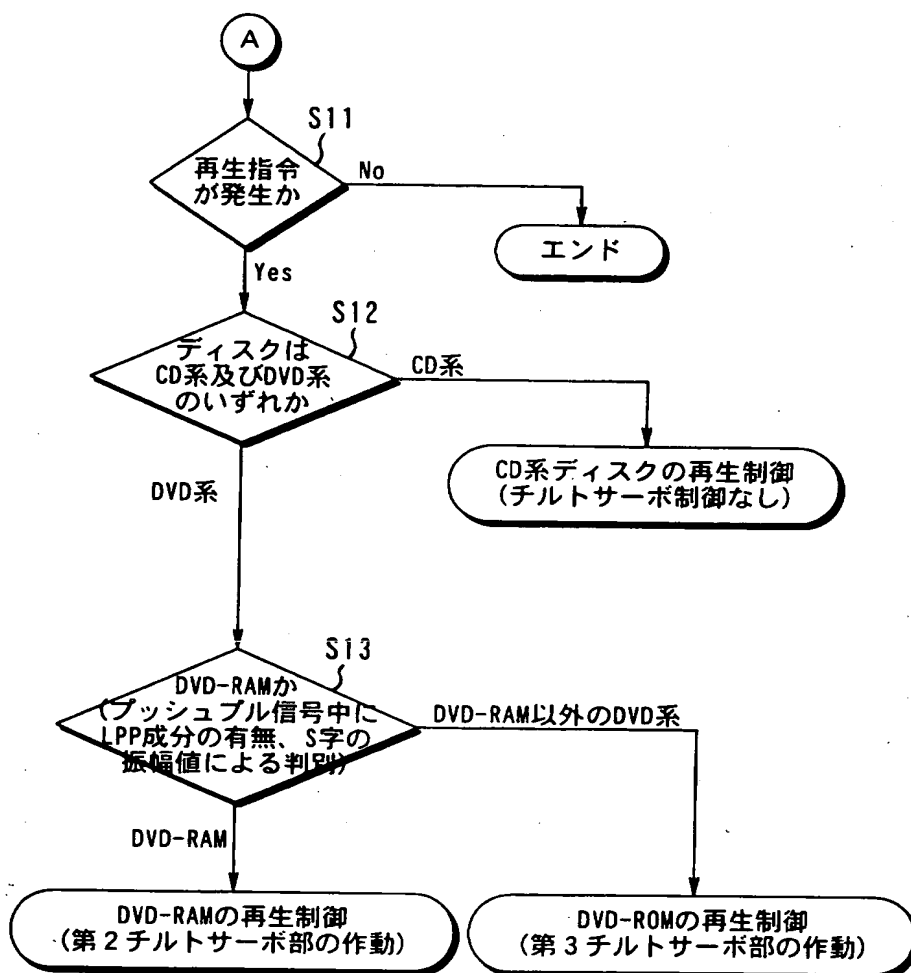 A
S11
再生指令
が発生か
No
エンド
Yes
S12
ディスクは
CD系及びDVD系
のいずれか
CD系
CD系ディスクの再生制御
(チルトサーボ制御なし)
DVD系
S13
DVD-RAMか
(プッシュプル信号中に
LPP成分の有無、S字の
振幅値による判別)
DVD-RAM以外のDVD系
DVD-RAM
DVD-RAMの再生制御
(第2チルトサーボ部の作動)
DVD-ROMの再生制御
(第3チルトサーボ部の作動)